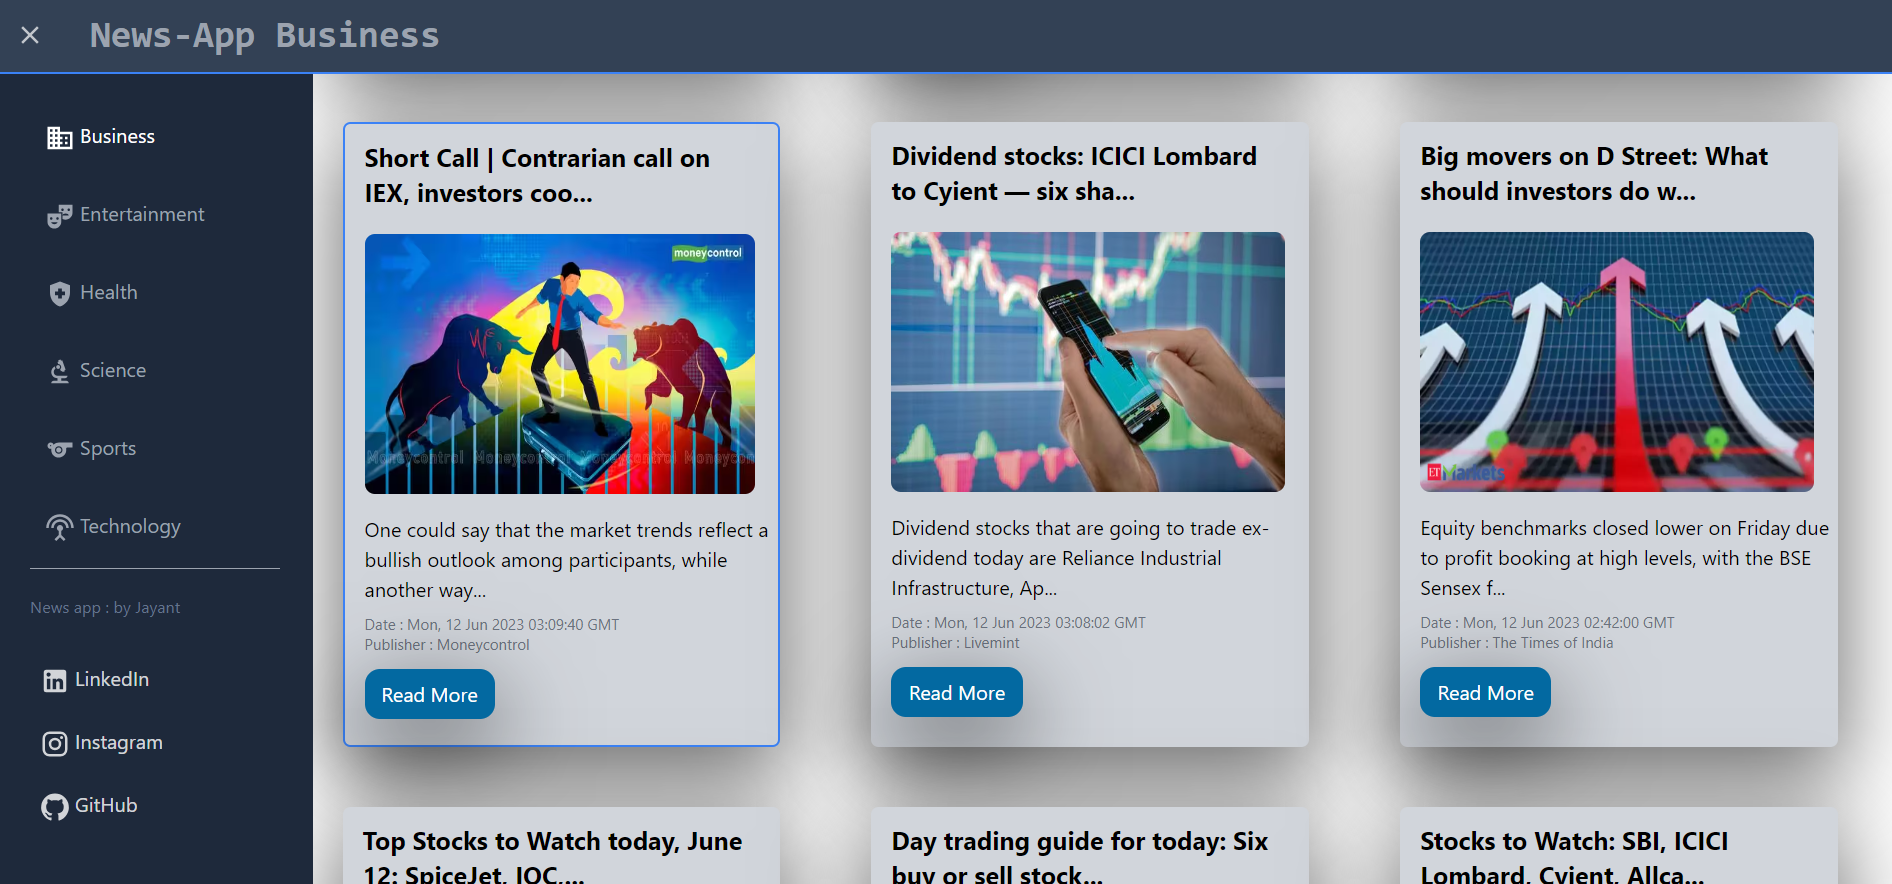 News-App Business
Business
Entertainment
Health
Science
Sports
Technology
News app : by Jayant
LinkedIn
Instagram
GitHub
Short Call | Contrarian call on
IEX, investors coo...
moneycontrol
Moneycontrol Moneycontrol Moneycontrol Moneycon
One could say that the market trends reflect a
bullish outlook among participants, while
another way...
Date : Mon, 12 Jun 2023 03:09:40 GMT
Publisher : Moneycontrol
Read More
Dividend stocks: ICICI Lombard
to Cyient — six sha...
Dividend stocks that are going to trade ex-
dividend today are Reliance Industrial
Infrastructure, Ap...
Date : Mon, 12 Jun 2023 03:08:02 GMT
Publisher : Livemint
Read More
Big movers on D Street: What
should investors do w...
ET Markets
Equity benchmarks closed lower on Friday due
to profit booking at high levels, with the BSE
Sensex f...
Date : Mon, 12 Jun 2023 02:42:00 GMT
Publisher : The Times of India
Read More
Top Stocks to Watch today, June
12: SpiceJet, IOC,...
Day trading guide for today: Six
buy or sell stock...
Stocks to Watch: SBI, ICICI
Lombard, Cyient, Allca...